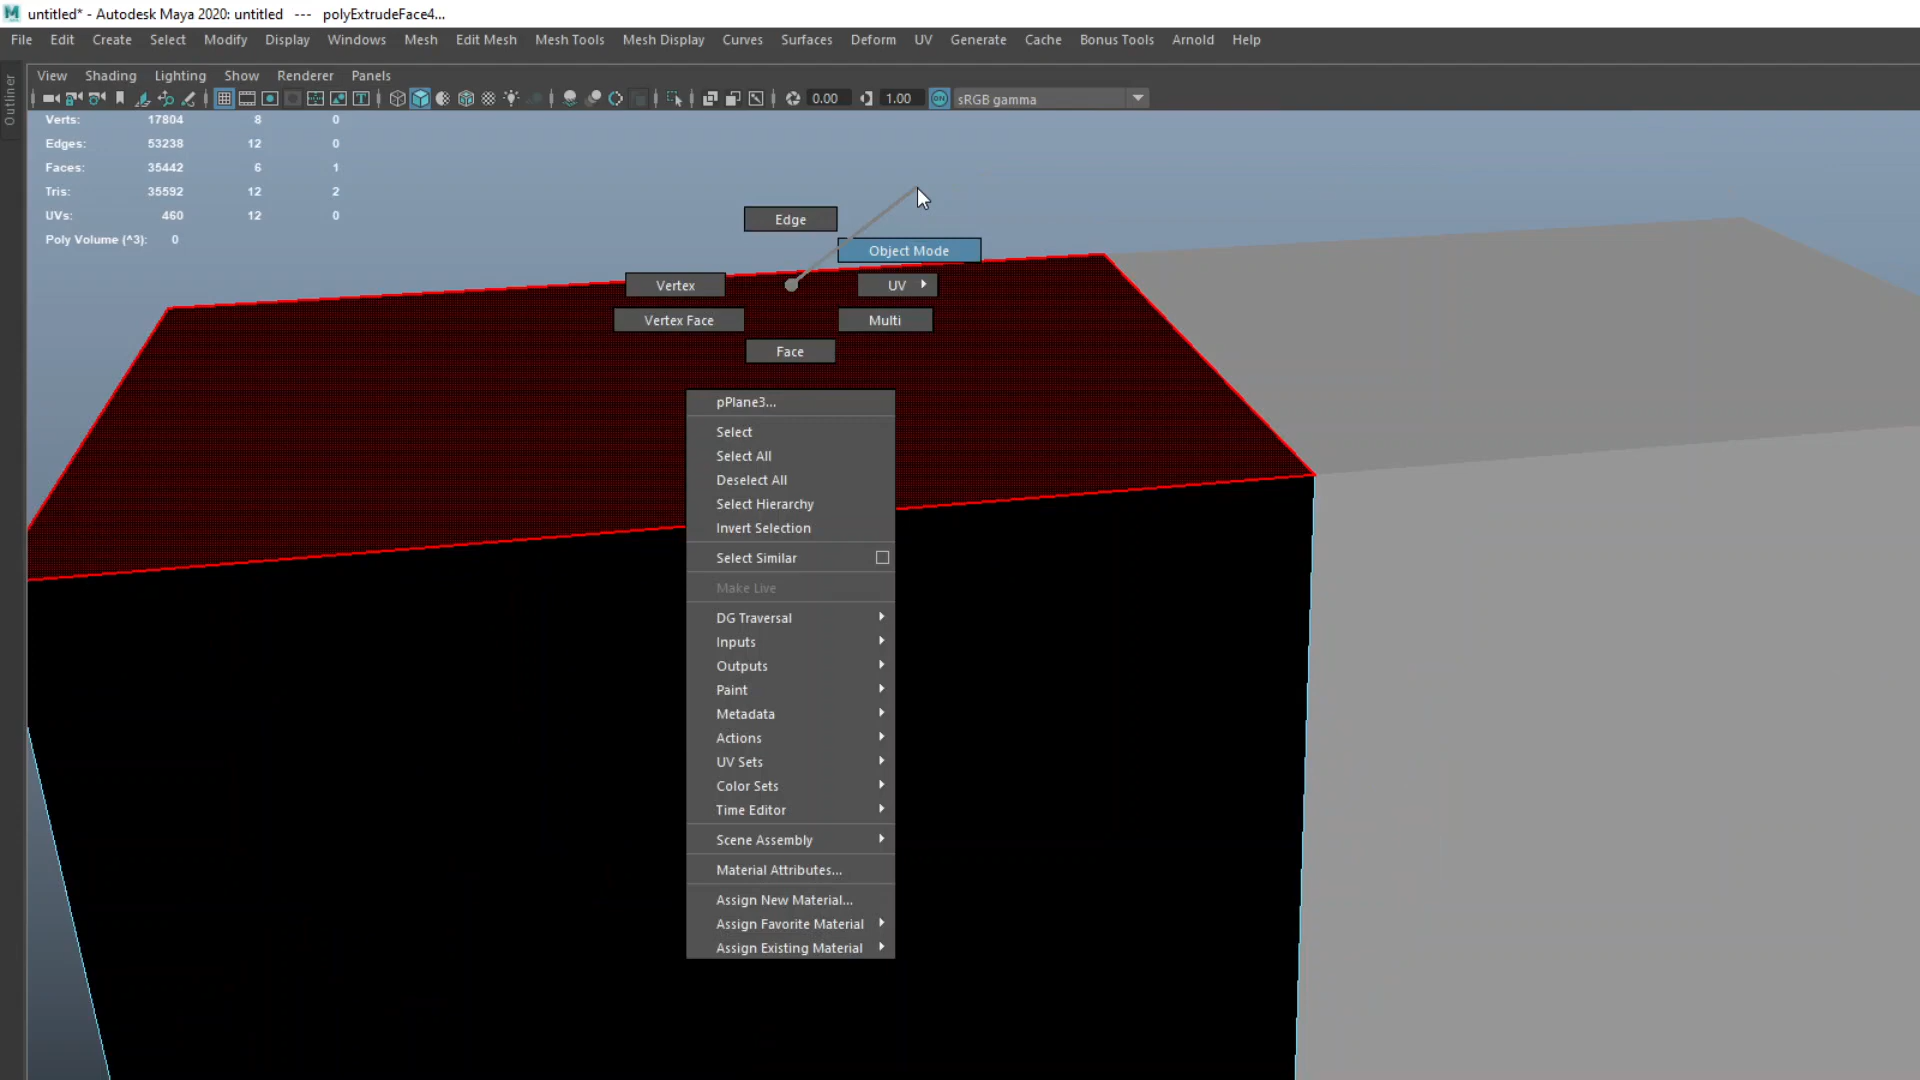 untitled* - Autodesk Maya 2020: untitled --- polyExtrudeFace4...
File Edit Create Select Modify Display Windows Mesh Edit Mesh Mesh Tools Mesh Display Curves Surfaces Deform UV Generate Cache Bonus Tools Arnold Help
View Shading Lighting Show Renderer Panels
0.00 1.00 ON sRGB gamma
Outliner
Verts: 17804 8 0
Edges: 53238 12 0
Faces: 35442 6 1
Tris: 35592 12 2
UVs: 460 12 0
Poly Volume (^3): 0
Edge
Object Mode
Vertex UV
Vertex Face Multi
Face
pPlane3...
Select
Select All
Deselect All
Select Hierarchy
Invert Selection
Select Similar
Make Live
DG Traversal
Inputs
Outputs
Paint
Metadata
Actions
UV Sets
Color Sets
Time Editor
Scene Assembly
Material Attributes...
Assign New Material...
Assign Favorite Material
Assign Existing Material